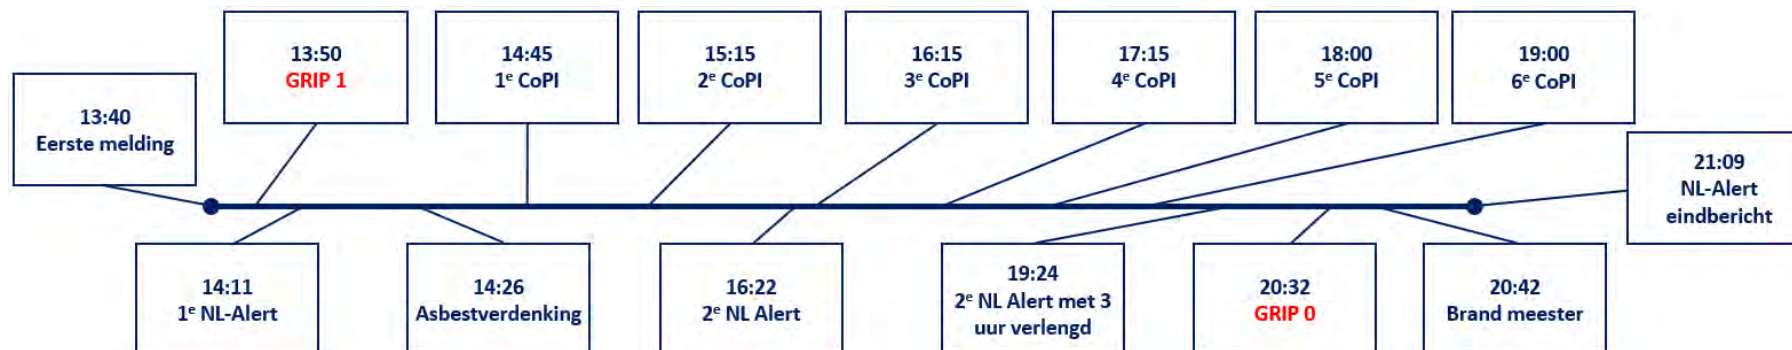 13:40
Eerste melding
13:50
GRIP 1
14:45
1e CoPI
15:15
2e CoPI
16:15
3e CoPI
17:15
4e CoPI
18:00
5e CoPI
19:00
6e CoPI
21:09
NL-Alert
eindbericht
14:11
1e NL-Alert
14:26
Asbestverdenking
16:22
2e NL Alert
19:24
2e NL Alert met 3
uur verlengd
20:32
GRIP 0
20:42
Brand meester